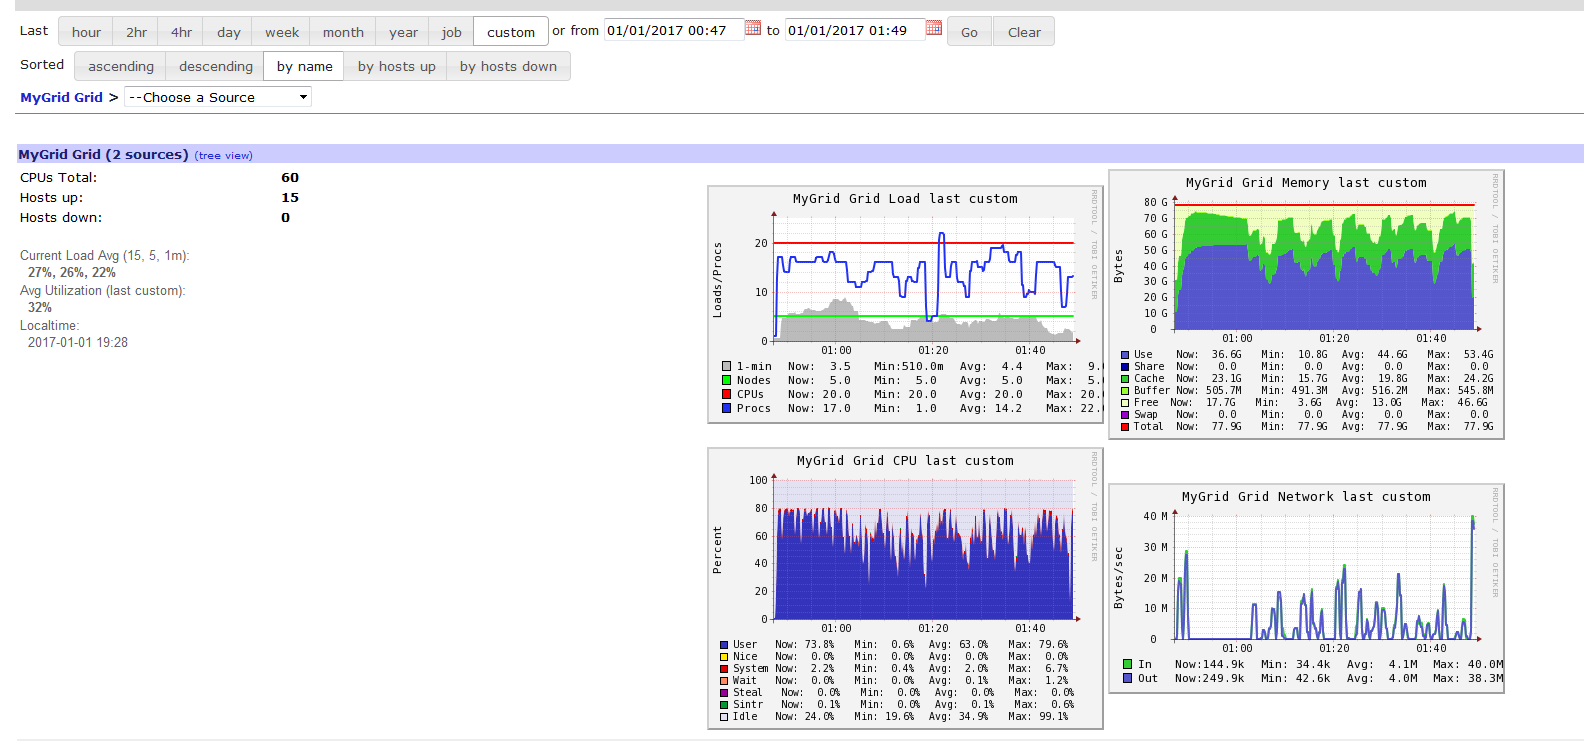 Last hour 2hr 4hr day week month year job custom or from 01/01/2017 00:47 to 01/01/2017 01:49 Go Clear
Sorted ascending descending by name by hosts up by hosts down
MyGrid Grid > --Choose a Source
MyGrid Grid (2 sources) (tree view)
CPUs Total: 60
Hosts up: 15
Hosts down: 0
Current Load Avg (15, 5, 1m):
27%, 26%, 22%
Avg Utilization (last custom):
32%
Localtime:
2017-01-01 19:28
MyGrid Grid Load last custom
RRDTOOL / TOBI OETIKER
Loads/Procs
20
10
0
01:00 01:20 01:40
1-min Now: 3.5 Min:510.0m Avg: 4.4 Max: 9.
Nodes Now: 5.0 Min: 5.0 Avg: 5.0 Max: 5.
CPUs Now: 20.0 Min: 20.0 Avg: 20.0 Max: 20.
Procs Now: 17.0 Min: 1.0 Avg: 14.2 Max: 22.
MyGrid Grid Memory last custom
RRDTOOL / TOBI OETIKER
Bytes
80 G
70 G
60 G
50 G
40 G
30 G
20 G
10 G
0
01:00 01:20 01:40
Use Now: 36.6G Min: 10.8G Avg: 44.6G Max: 53.4G
Share Now: 0.0 Min: 0.0 Avg: 0.0 Max: 0.0
Cache Now: 23.1G Min: 15.7G Avg: 19.8G Max: 24.2G
Buffer Now: 505.7M Min: 491.3M Avg: 516.2M Max: 545.8M
Free Now: 17.7G Min: 3.6G Avg: 13.0G Max: 46.6G
Swap Now: 0.0 Min: 0.0 Avg: 0.0 Max: 0.0
Total Now: 77.9G Min: 77.9G Avg: 77.9G Max: 77.9G
MyGrid Grid CPU last custom
RRDTOOL / TOBI OETIKER
Percent
100
80
60
40
20
0
01:00 01:20 01:40
User Now: 73.8% Min: 0.6% Avg: 63.0% Max: 79.6%
Nice Now: 0.0% Min: 0.0% Avg: 0.0% Max: 0.0%
System Now: 2.2% Min: 0.4% Avg: 2.0% Max: 6.7%
Wait Now: 0.0% Min: 0.0% Avg: 0.1% Max: 1.2%
Steal Now: 0.0% Min: 0.0% Avg: 0.0% Max: 0.0%
Sintr Now: 0.1% Min: 0.0% Avg: 0.1% Max: 0.6%
Idle Now: 24.0% Min: 19.6% Avg: 34.9% Max: 99.1%
MyGrid Grid Network last custom
RRDTOOL / TOBI OETIKER
Bytes/sec
40 M
30 M
20 M
10 M
0
01:00 01:20 01:40
In Now:144.9k Min: 34.4k Avg: 4.1M Max: 40.0M
Out Now:249.9k Min: 42.6k Avg: 4.0M Max: 38.3M